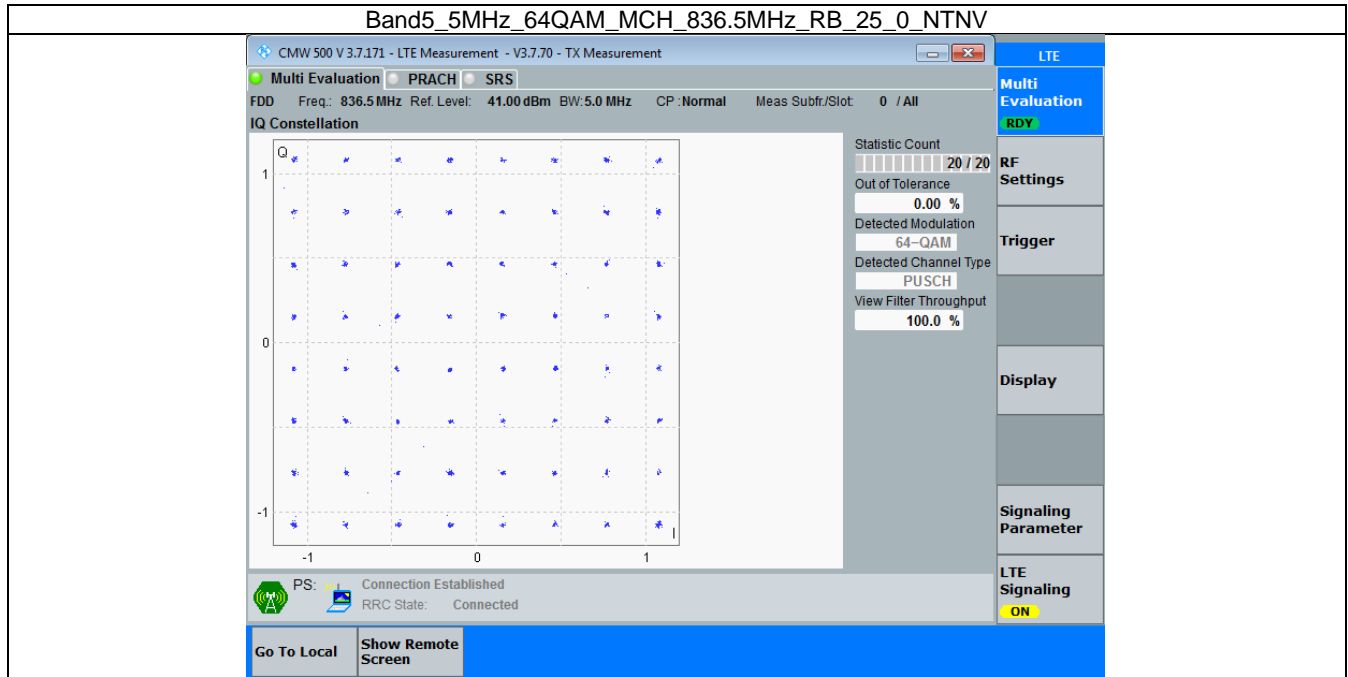 Band5_5MHz_64QAM_MCH_836.5MHz_RB_25_0_NTNV
CMW 500 V 3.7.171 - LTE Measurement - V3.7.70 - TX Measurement
LTE
Multi Evaluation PRACH SRS
FDD Freq.: 836.5 MHz Ref. Level: 41.00 dBm BW: 5.0 MHz CP : Normal Meas Subfr./Slot: 0 / All
IQ Constellation
Multi
Evaluation
RDY
RF
Settings
Trigger
Display
Signaling
Parameter
LTE
Signaling
ON
Q
1
0
-1
-1 0 1
I
Statistic Count
20 / 20
Out of Tolerance
0.00 %
Detected Modulation
64-QAM
Detected Channel Type
PUSCH
View Filter Throughput
100.0 %
PS: Connection Established
RRC State: Connected
Go To Local
Show Remote
Screen